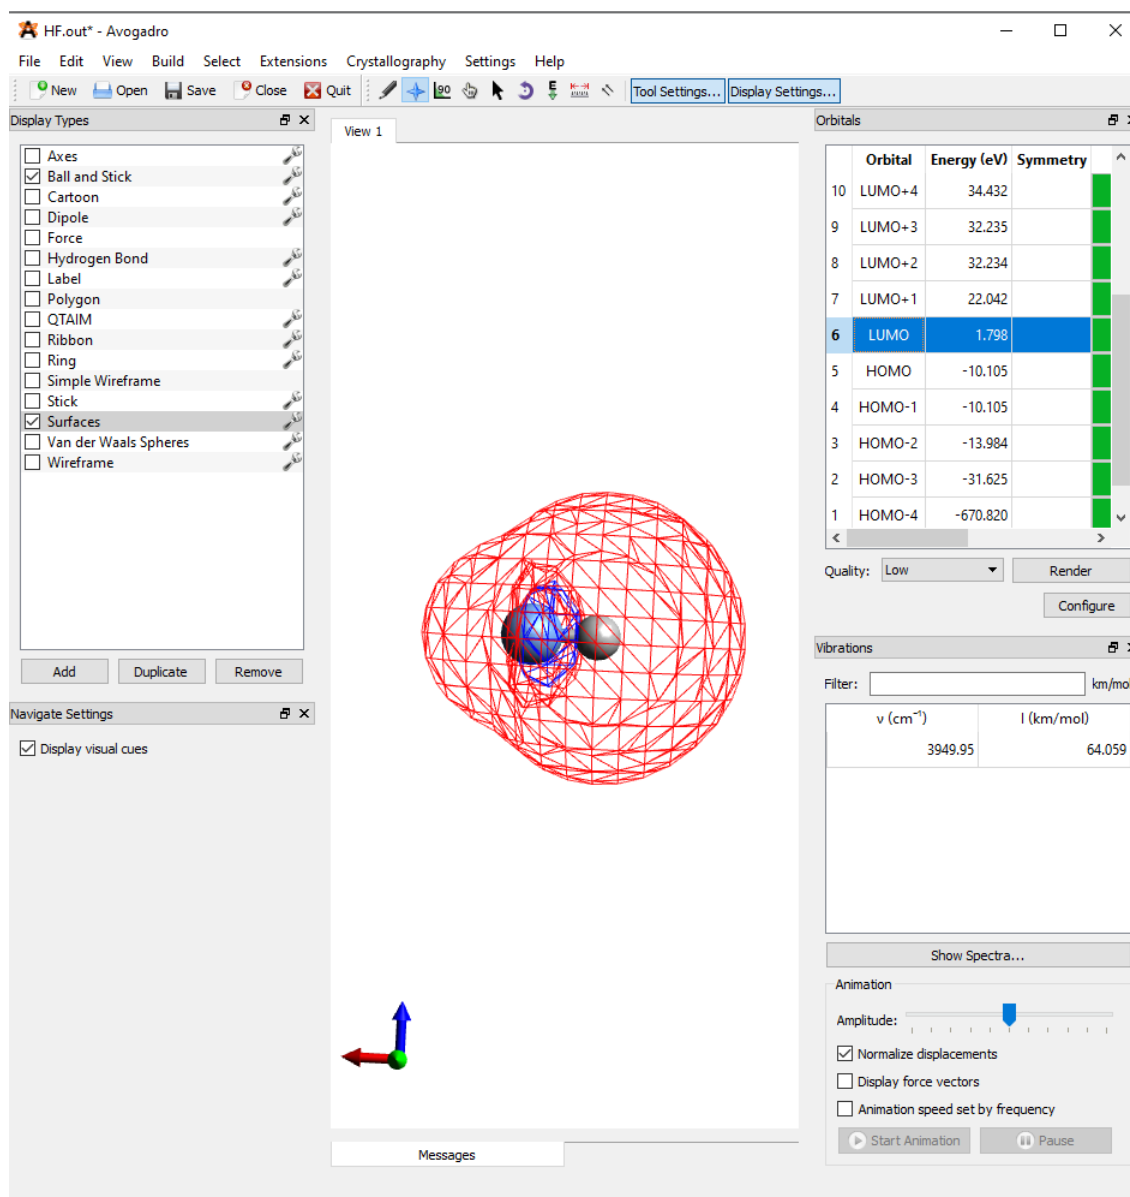 HF.out* - Avogadro
File Edit View Build Select Extensions Crystallography Settings Help
New Open Save Close Quit 90 E Tool Settings... Display Settings...
Display Types
Axes
Ball and Stick
Cartoon
Dipole
Force
Hydrogen Bond
Label
Polygon
QTAIM
Ribbon
Ring
Simple Wireframe
Stick
Surfaces
Van der Waals Spheres
Wireframe
Add Duplicate Remove
Navigate Settings
Display visual cues
View 1
Messages
Orbitals
Orbital Energy (eV) Symmetry
10 LUMO+4 34.432
9 LUMO+3 32.235
8 LUMO+2 32.234
7 LUMO+1 22.042
6 LUMO 1.798
5 HOMO -10.105
4 HOMO-1 -10.105
3 HOMO-2 -13.984
2 HOMO-3 -31.625
1 HOMO-4 -670.820
Quality: Low Render
Configure
Vibrations
Filter: km/mol
ν (cm⁻¹) I (km/mol)
3949.95 64.059
Show Spectra...
Animation
Amplitude:
Normalize displacements
Display force vectors
Animation speed set by frequency
Start Animation Pause